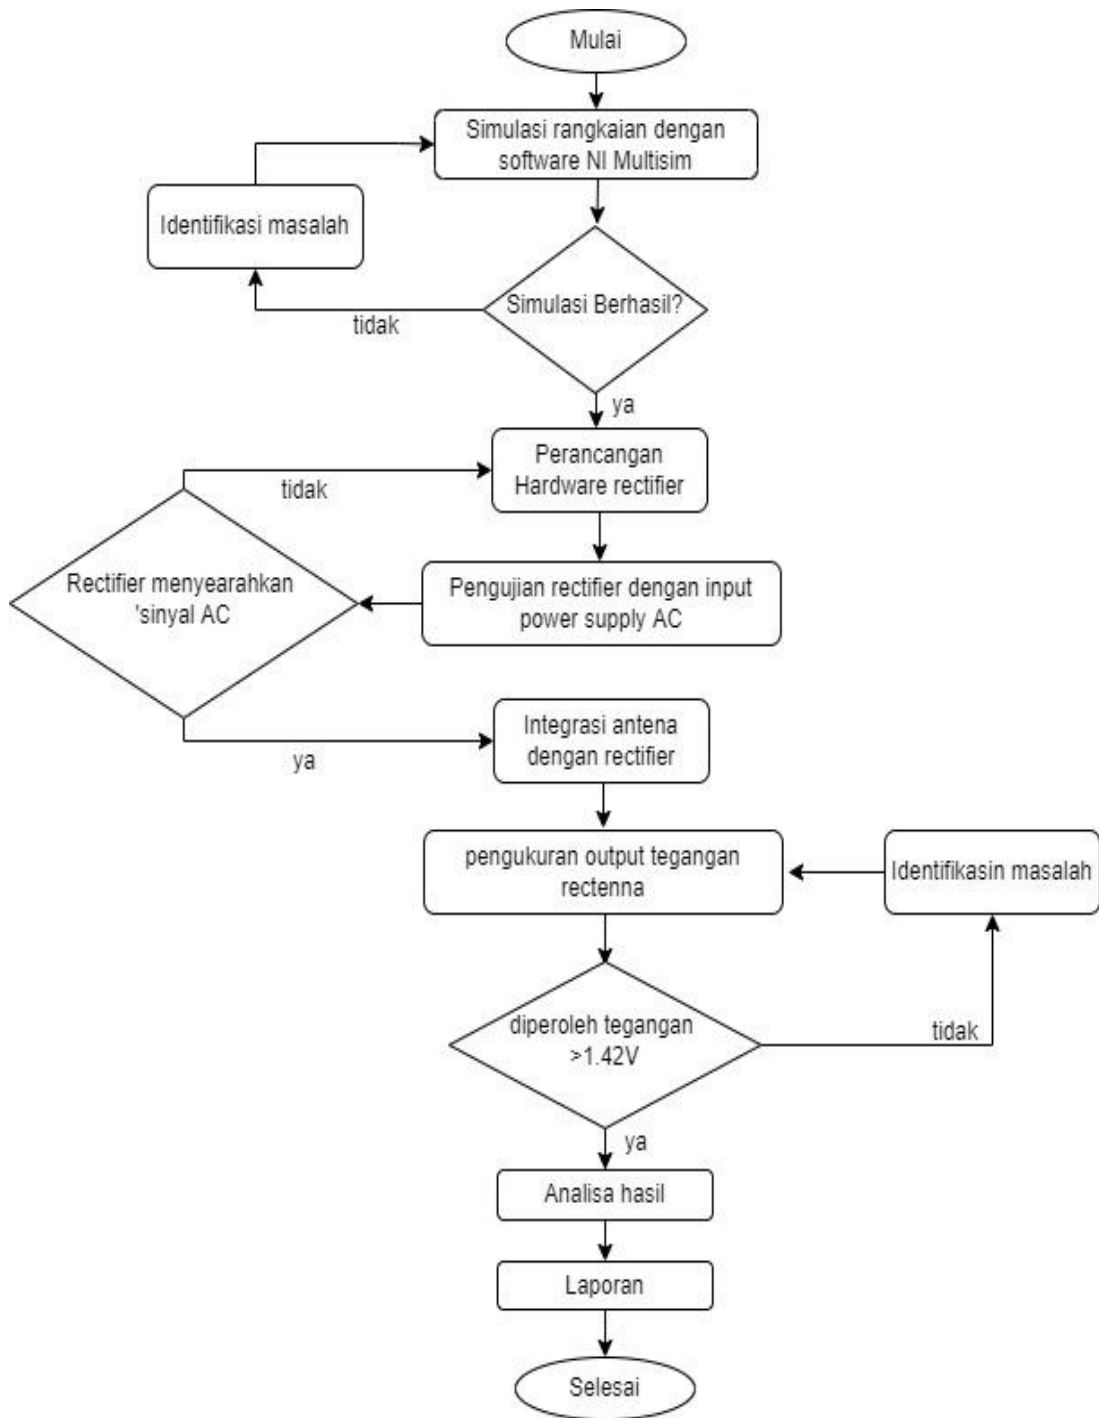 Mulai
Simulasi rangkaian dengan
software NI Multisim
Identifikasi masalah
Simulasi Berhasil?
tidak
ya
Perancangan
Hardware rectifier
tidak
Rectifier menyearahkan
'sinyal AC
Pengujian rectifier dengan input
power supply AC
Integrasi antena
dengan rectifier
ya
pengukuran output tegangan
rectenna
Identifikasin masalah
diperoleh tegangan
>1.42V
tidak
ya
Analisa hasil
Laporan
Selesai